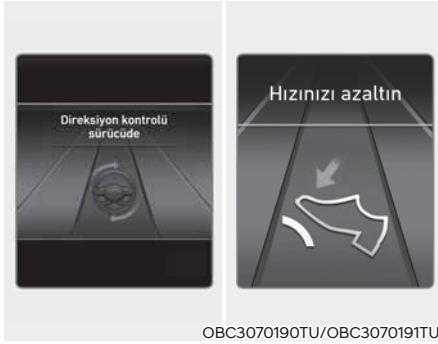 Direksiyon kontrolü
sürücüde
Hızınızı azaltın
OBC3070190TU/OBC3070191TU